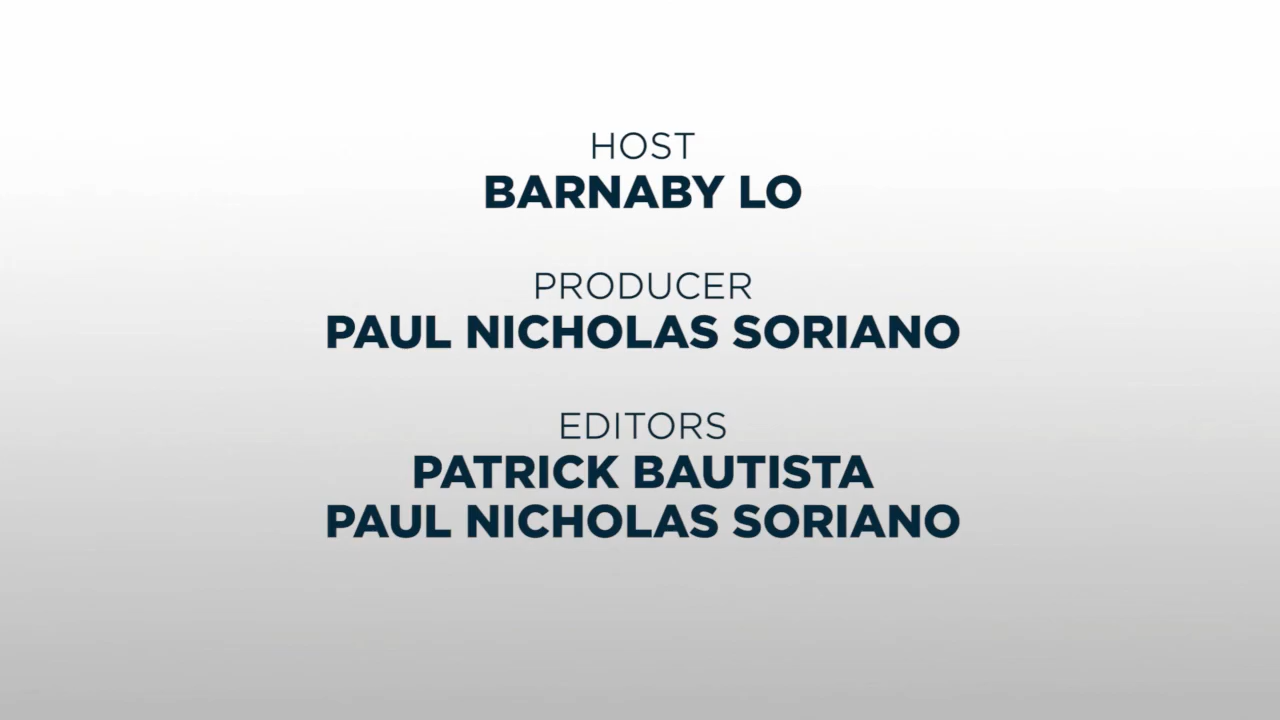 HOST
BARNABY LO
PRODUCER
PAUL NICHOLAS SORIANO
EDITORS
PATRICK BAUTISTA
PAUL NICHOLAS SORIANO